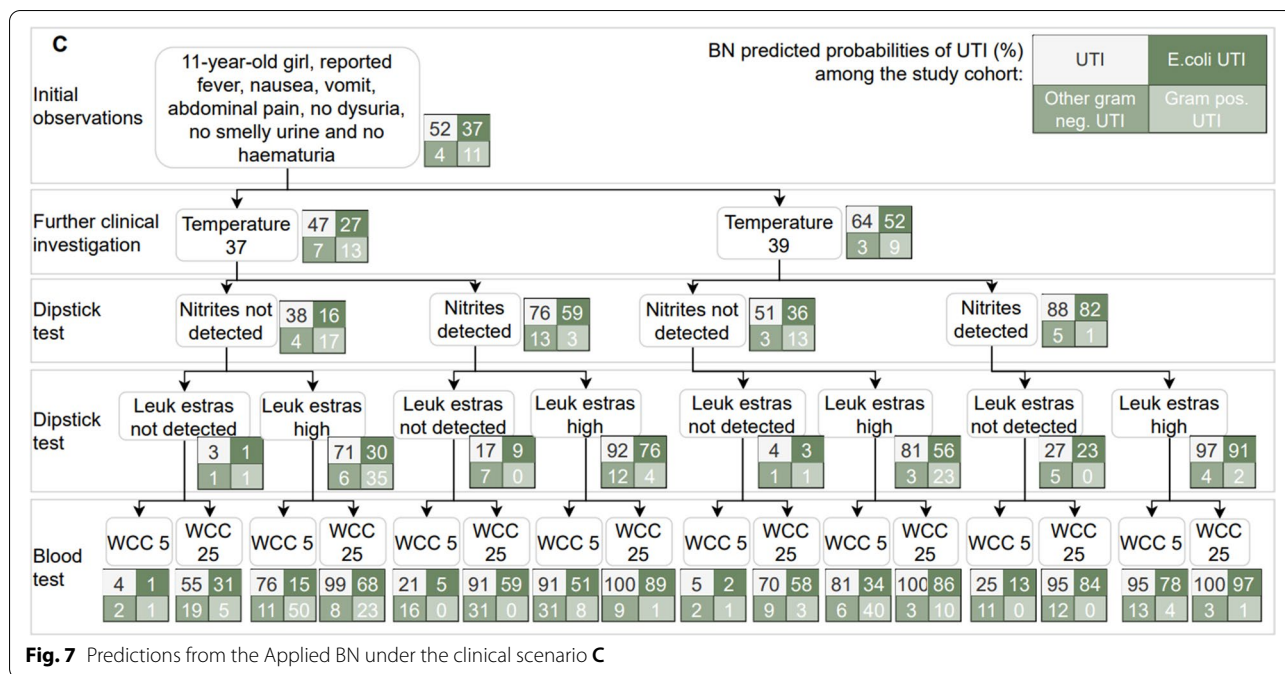 C
BN predicted probabilities of UTI (%)
among the study cohort:
UTI
E.coli UTI
Other gram
neg. UTI
Gram pos.
UTI
Initial
observations
11-year-old girl, reported
fever, nausea, vomit,
abdominal pain, no dysuria,
no smelly urine and no
haematuria
52 37
4 11
Further clinical
investigation
Temperature
37
47 27
7 13
Temperature
39
64 52
3 9
Dipstick
test
Nitrites not
detected
38 16
4 17
Nitrites
detected
76 59
13 3
Nitrites not
detected
51 36
3 13
Nitrites
detected
88 82
5 1
Dipstick
test
Leuk estras
not detected
3 1
1 1
Leuk estras
high
71 30
6 35
Leuk estras
not detected
17 9
7 0
Leuk estras
high
92 76
12 4
Leuk estras
not detected
4 3
1 1
Leuk estras
high
81 56
3 23
Leuk estras
not detected
27 23
5 0
Leuk estras
high
97 91
4 2
Blood
test
WCC 5
4 1
2 1
WCC
25
55 31
19 5
WCC 5
76 15
11 50
WCC
25
99 68
8 23
WCC 5
21 5
16 0
WCC
25
91 59
31 0
WCC 5
91 51
31 8
WCC
25
100 89
9 1
WCC 5
5 2
2 1
WCC
25
70 58
9 3
WCC 5
81 34
6 40
WCC
25
100 86
3 10
WCC 5
25 13
11 0
WCC
25
95 84
12 0
WCC 5
95 78
13 4
WCC
25
100 97
3 1
Fig. 7 Predictions from the Applied BN under the clinical scenario C